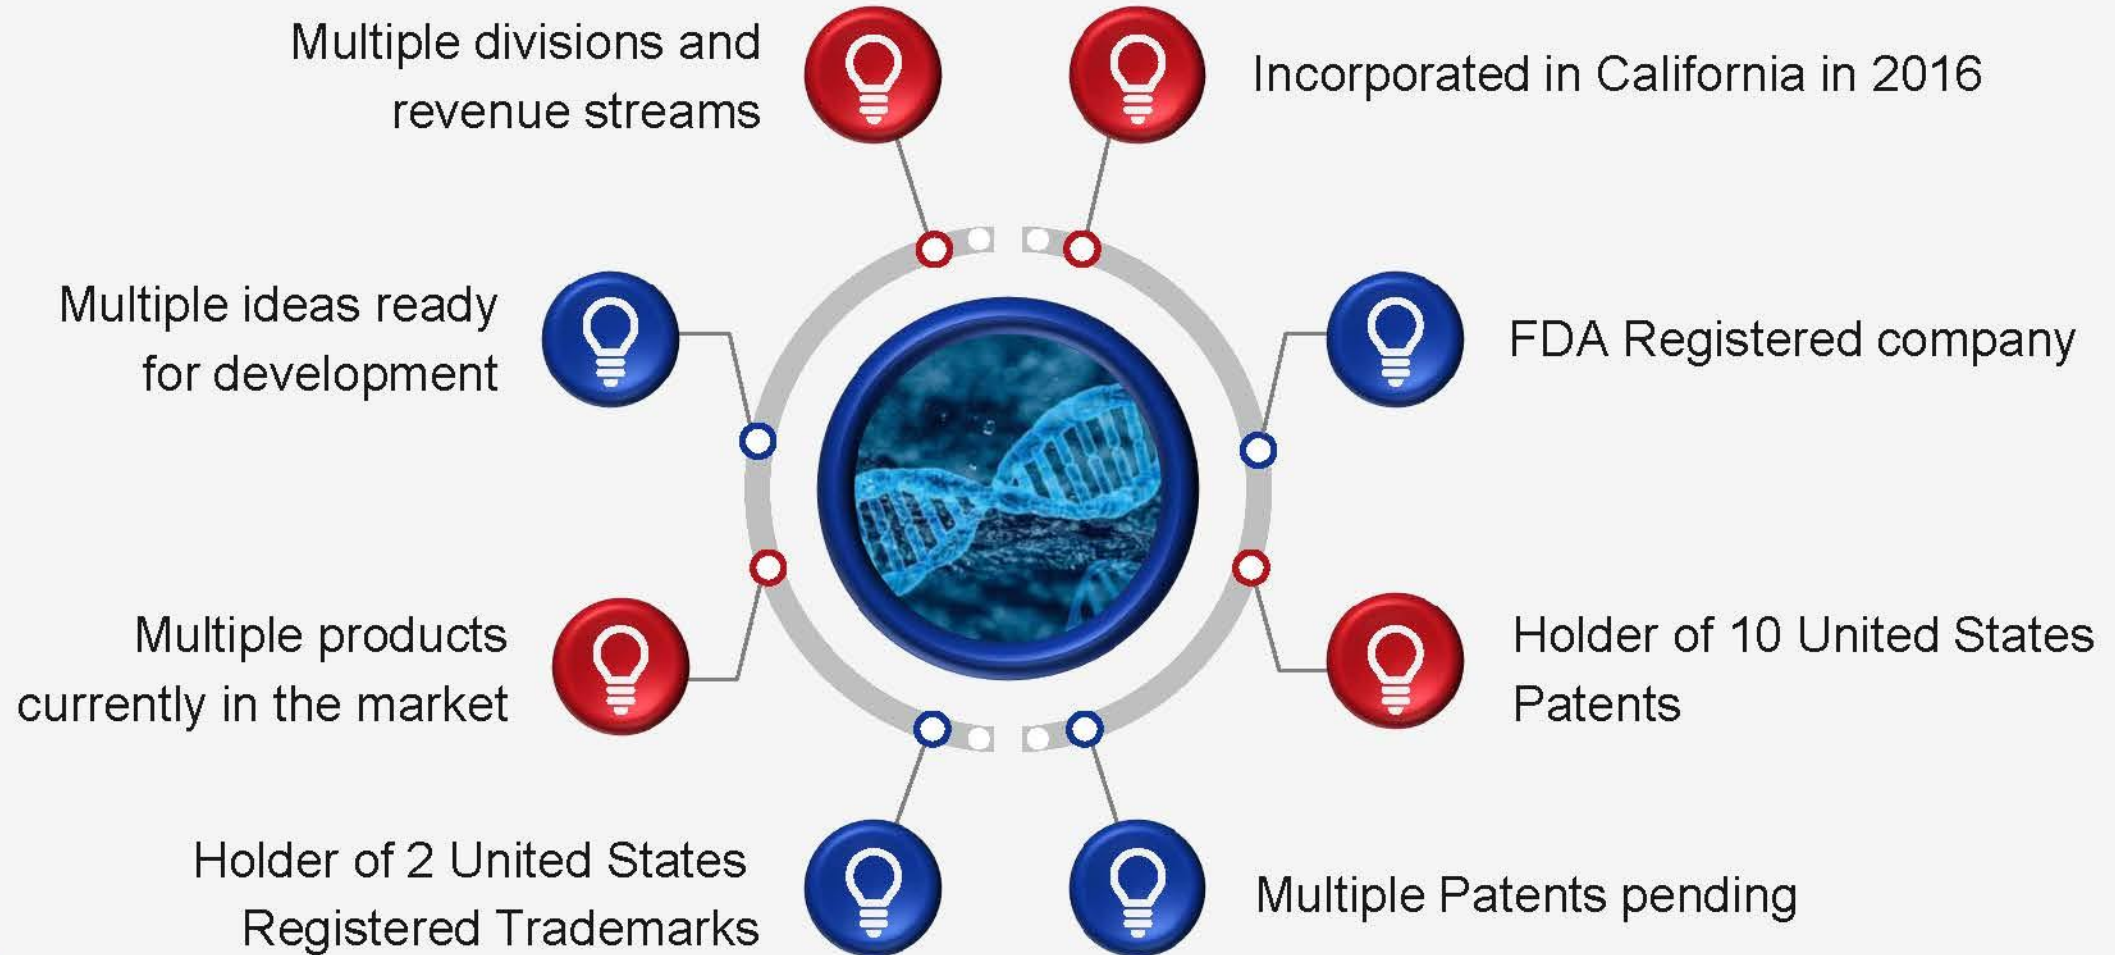 Multiple divisions and
revenue streams
Incorporated in California in 2016
Multiple ideas ready
for development
FDA Registered company
Multiple products
currently in the market
Holder of 10 United States
Patents
Holder of 2 United States
Registered Trademarks
Multiple Patents pending